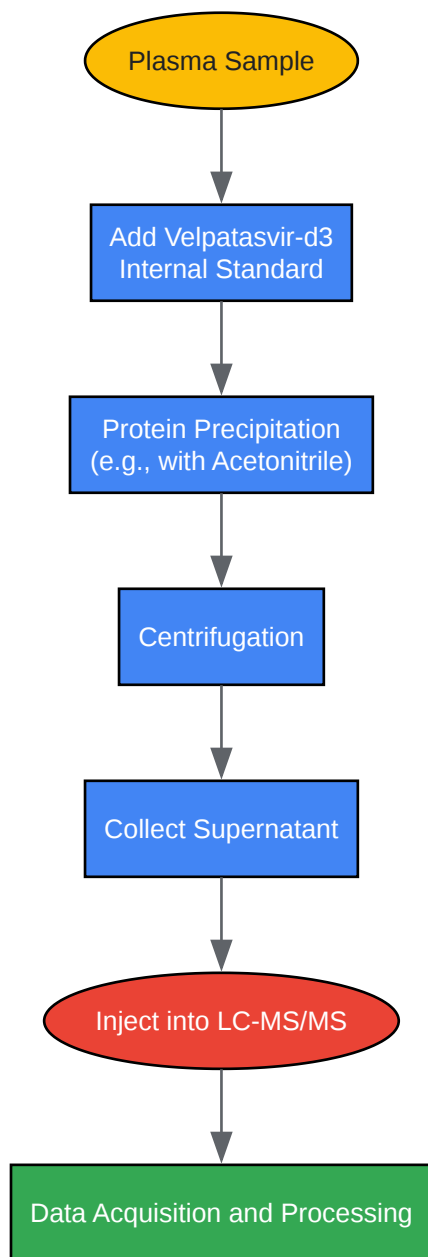 Plasma Sample
Add Velpatasvir-d3
Internal Standard
Protein Precipitation
(e.g., with Acetonitrile)
Centrifugation
Collect Supernatant
Inject into LC-MS/MS
Data Acquisition and Processing